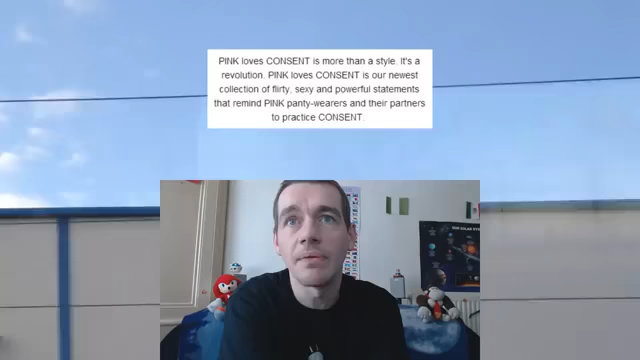 PINK loves CONSENT is more than a style. It's a
revolution. PINK loves CONSENT is our newest
collection of flirty, sexy and powerful statements
that remind PINK panty-wearers and their partners
to practice CONSENT.